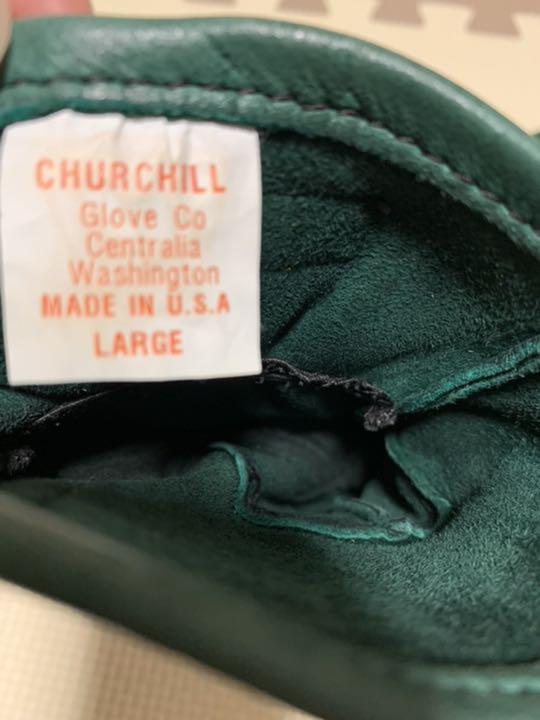 CHURCHILL
Glove Co
Centralia
Washington
MADE IN U.S.A
LARGE